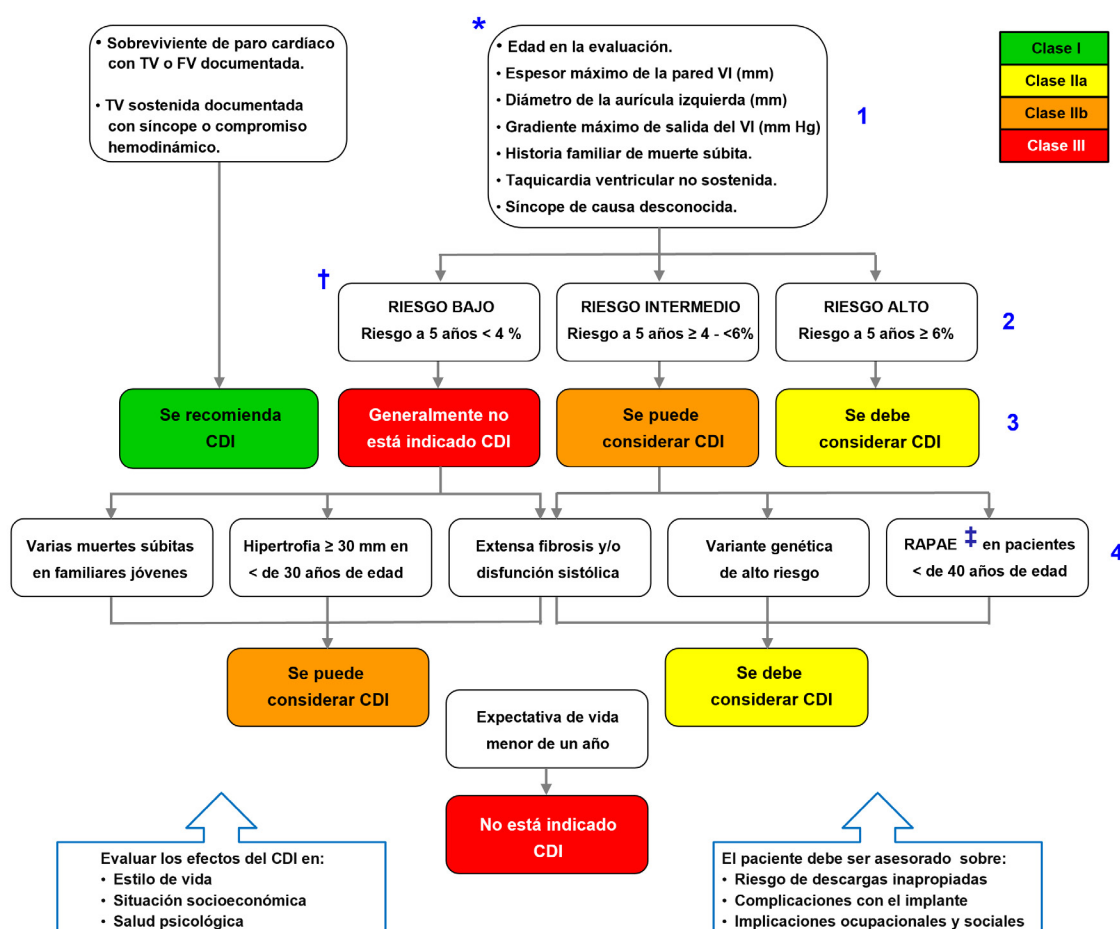 • Sobreviviente de paro cardíaco
con TV o FV documentada.
• TV sostenida documentada
con síncope o compromiso
hemodinámico.
*
• Edad en la evaluación.
• Espesor máximo de la pared VI (mm)
• Diámetro de la aurícula izquierda (mm)
• Gradiente máximo de salida del VI (mm Hg)
• Historia familiar de muerte súbita.
• Taquicardia ventricular no sostenida.
• Síncope de causa desconocida.
1
Clase I
Clase IIa
Clase IIb
Clase III
†
RIESGO BAJO
Riesgo a 5 años < 4 %
RIESGO INTERMEDIO
Riesgo a 5 años ≥ 4 - <6%
RIESGO ALTO
Riesgo a 5 años ≥ 6%
2
Se recomienda
CDI
Generalmente no
está indicado CDI
Se puede
considerar CDI
Se debe
considerar CDI
3
Varias muertes súbitas
en familiares jóvenes
Hipertrofia ≥ 30 mm en
< de 30 años de edad
Extensa fibrosis y/o
disfunción sistólica
Variante genética
de alto riesgo
RAPAE ‡ en pacientes
< de 40 años de edad
4
Se puede
considerar CDI
Se debe
considerar CDI
Expectativa de vida
menor de un año
No está indicado
CDI
Evaluar los efectos del CDI en:
• Estilo de vida
• Situación socioeconómica
• Salud psicológica
El paciente debe ser asesorado sobre:
• Riesgo de descargas inapropiadas
• Complicaciones con el implante
• Implicaciones ocupacionales y sociales